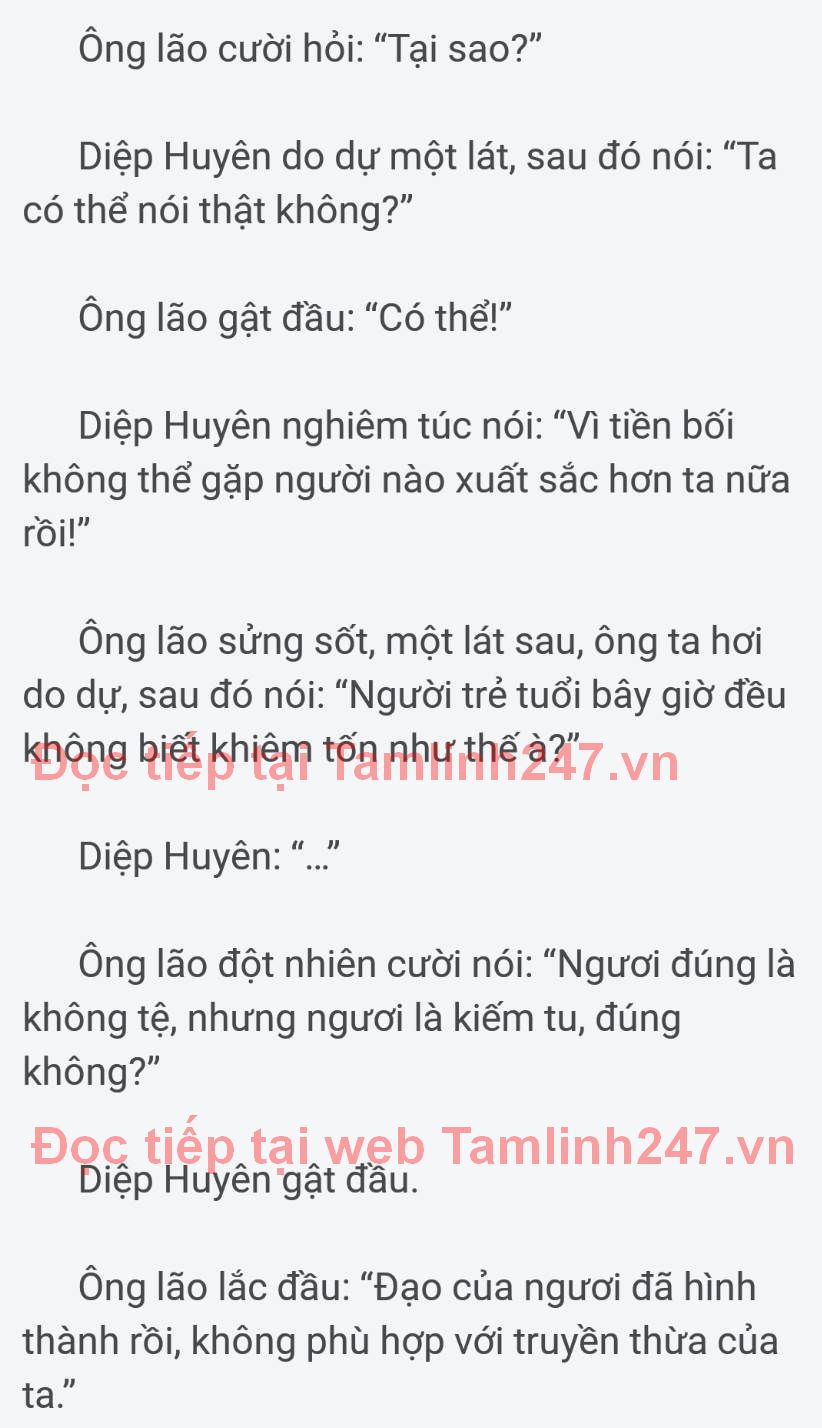 Ông lão cười hỏi: “Tại sao?”
Diệp Huyên do dự một lát, sau đó nói: “Ta
có thể nói thật không?”
Ông lão gật đầu: “Có thể!”
Diệp Huyên nghiêm túc nói: “Vì tiền bối
không thể gặp người nào xuất sắc hơn ta nữa
rồi!”
Ông lão sửng sốt, một lát sau, ông ta hơi
do dự, sau đó nói: “Người trẻ tuổi bây giờ đều
không biết khiêm tốn như thế à?”
Đọc tiếp tại Tamlinh247.vn
Diệp Huyên: “...”
Ông lão đột nhiên cười nói: “Ngươi đúng là
không tệ, nhưng ngươi là kiếm tu, đúng
không?”
Đọc tiếp tại web Tamlinh247.vn
Diệp Huyên gật đầu.
Ông lão lắc đầu: “Đạo của ngươi đã hình
thành rồi, không phù hợp với truyền thừa của
ta.”